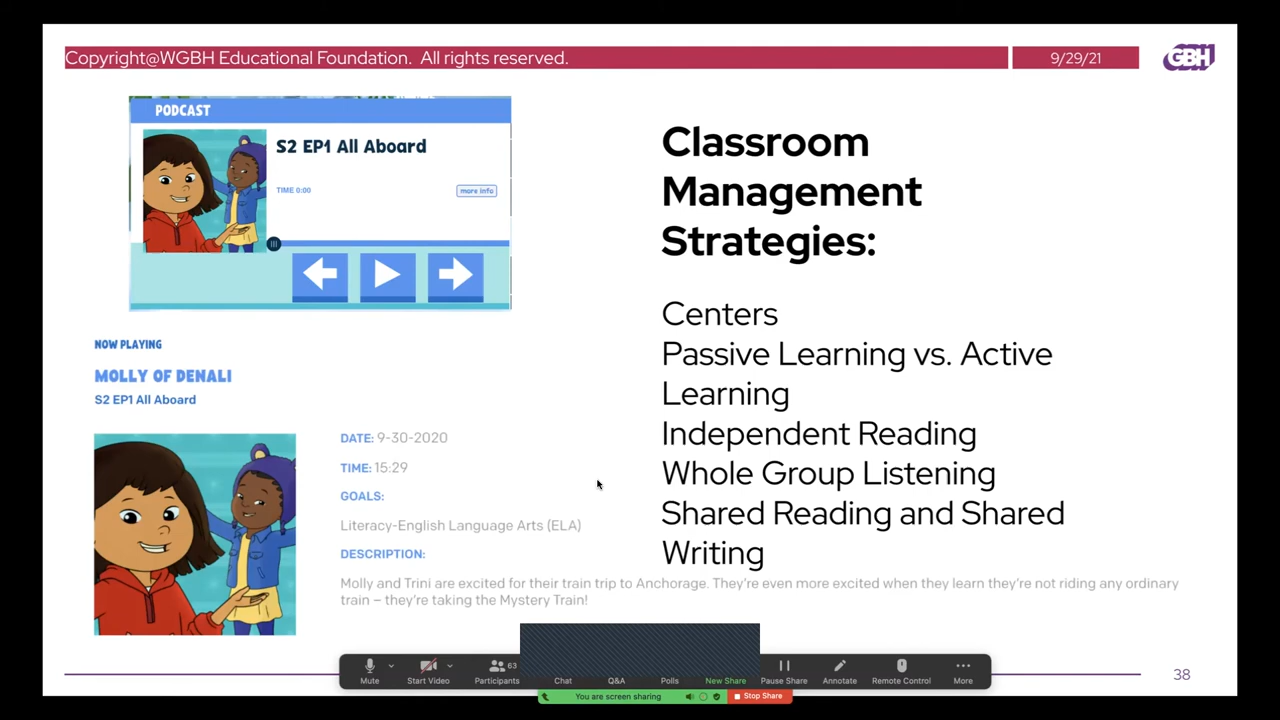 Copyright@WGBH Educational Foundation.  All rights reserved.
9/29/21
GBH
PODCAST
S2 EP1 All Aboard
TIME 0:00
more info
NOW PLAYING
MOLLY OF DENALI
S2 EP1 All Aboard
DATE: 9-30-2020
TIME: 15:29
GOALS:
Literacy-English Language Arts (ELA)
DESCRIPTION:
Molly and Trini are excited for their train trip to Anchorage. They're even more excited when they learn they're not riding any ordinary
train – they're taking the Mystery Train!
Classroom
Management
Strategies:
Centers
Passive Learning vs. Active
Learning
Independent Reading
Whole Group Listening
Shared Reading and Shared
Writing
63
Mute
Start Video
Participants
Chat
Q&A
Polls
New Share
Pause Share
Annotate
Remote Control
More
You are screen sharing
Stop Share
38